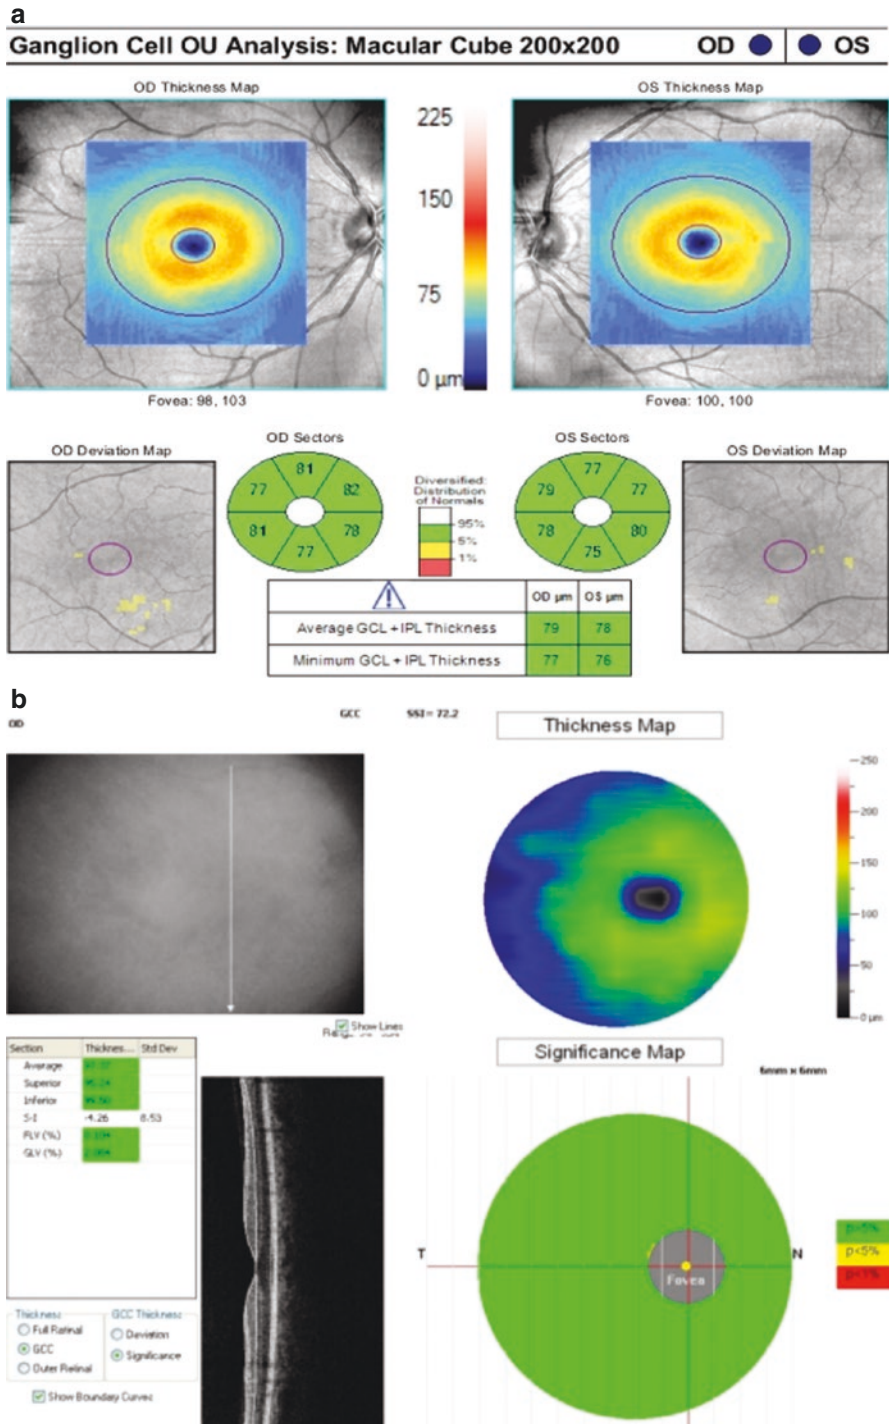 a
Ganglion Cell OU Analysis: Macular Cube 200x200 OD OS
OD Thickness Map
OS Thickness Map
225
150
75
0 µm
Fovea: 98, 103
Fovea: 100, 100
OD Deviation Map
OD Sectors
81
77 82
81 78
77
Diversified:
Distribution
of Normals
95%
5%
1%
OS Sectors
77
79 77
78 80
75
OS Deviation Map
OD µm OS µm
Average GCL + IPL Thickness 79 78
Minimum GCL + IPL Thickness 77 76
b
OD
GCC SSI = 72.2
Thickness Map
250
200
150
100
50
0 µm
Show Lines
Section Thicknes... Std Dev
Average
Superior
Inferior
S-I -4.26 8.53
FLV (%)
GLV (%)
Thickness
Full Retinal
GCC
Outer Retinal
GCC Thickness
Deviation
Significance
Show Boundary Curves
Significance Map
6mm x 6mm
T
N
Fovea
p>5%
p<5%
p<1%